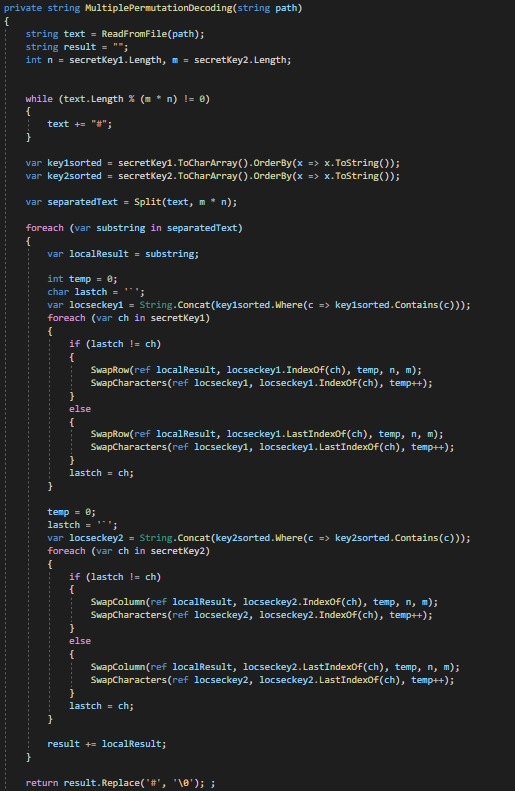 private string MultiplePermutationDecoding(string path)
{
    string text = ReadFromFile(path);
    string result = "";
    int n = secretKey1.Length, m = secretKey2.Length;


    while (text.Length % (m * n) != 0)
    {
        text += "#";
    }

    var key1sorted = secretKey1.ToCharArray().OrderBy(x => x.ToString());
    var key2sorted = secretKey2.ToCharArray().OrderBy(x => x.ToString());

    var separatedText = Split(text, m * n);

    foreach (var substring in separatedText)
    {
        var localResult = substring;

        int temp = 0;
        char lastch = '`';
        var locseckey1 = String.Concat(key1sorted.Where(c => key1sorted.Contains(c)));
        foreach (var ch in secretKey1)
        {
            if (lastch != ch)
            {
                SwapRow(ref localResult, locseckey1.IndexOf(ch), temp, n, m);
                SwapCharacters(ref locseckey1, locseckey1.IndexOf(ch), temp++);
            }
            else
            {
                SwapRow(ref localResult, locseckey1.LastIndexOf(ch), temp, n, m);
                SwapCharacters(ref locseckey1, locseckey1.LastIndexOf(ch), temp++);
            }
            lastch = ch;
        }

        temp = 0;
        lastch = '`';
        var locseckey2 = String.Concat(key2sorted.Where(c => key2sorted.Contains(c)));
        foreach (var ch in secretKey2)
        {
            if (lastch != ch)
            {
                SwapColumn(ref localResult, locseckey2.IndexOf(ch), temp, n, m);
                SwapCharacters(ref locseckey2, locseckey2.IndexOf(ch), temp++);
            }
            else
            {
                SwapColumn(ref localResult, locseckey2.LastIndexOf(ch), temp, n, m);
                SwapCharacters(ref locseckey2, locseckey2.LastIndexOf(ch), temp++);
            }
            lastch = ch;
        }

        result += localResult;
    }

    return result.Replace('#', '\0'); ;